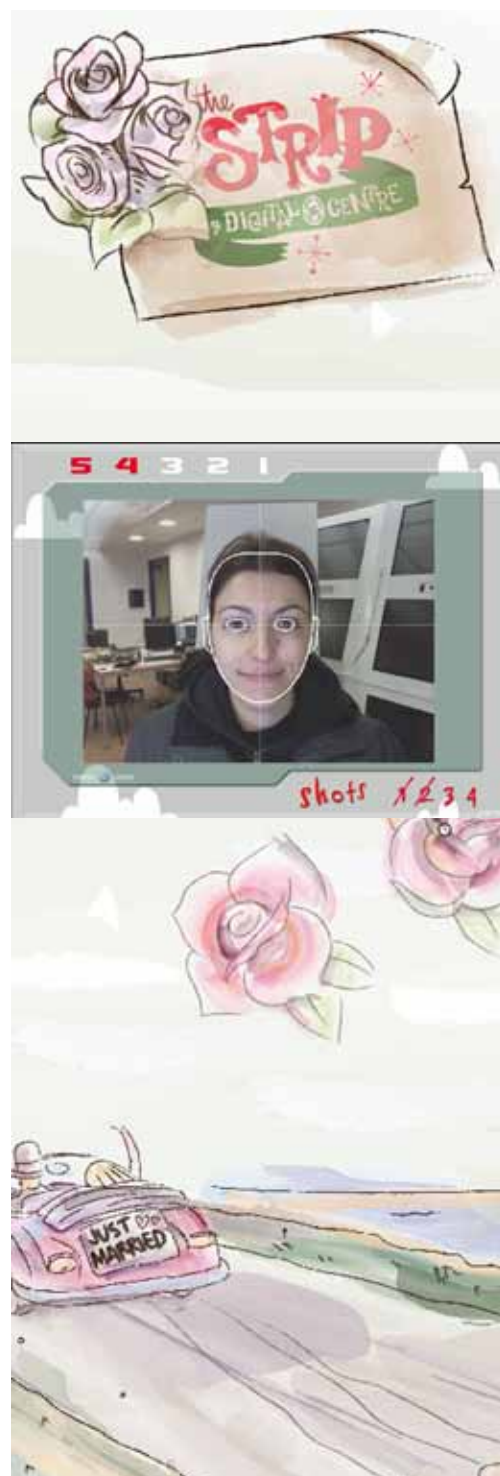 the
STRIP
DIGITAL CENTRE
5 4 3 2 1
shots 1 2 3 4
JUST
MARRIED